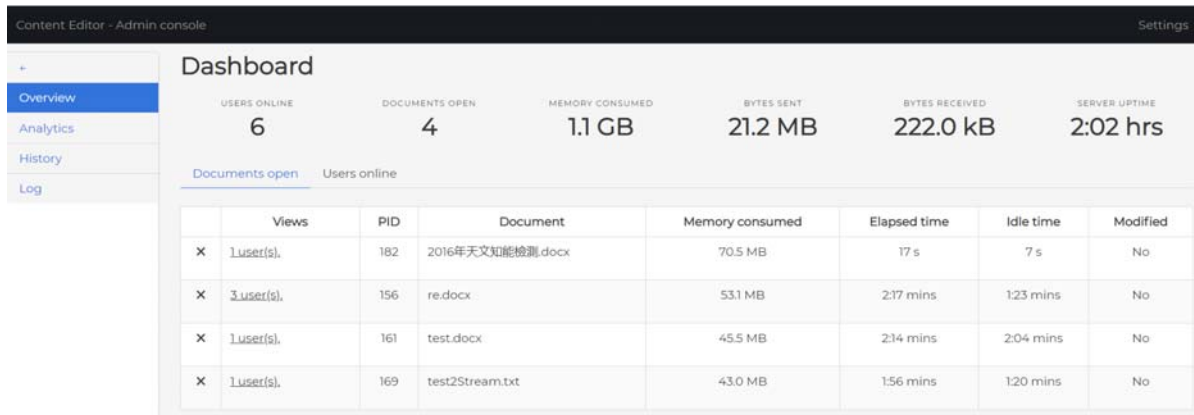 Content Editor - Admin console Settings
←
Overview
Analytics
History
Log
Dashboard
USERS ONLINE DOCUMENTS OPEN MEMORY CONSUMED BYTES SENT BYTES RECEIVED SERVER UPTIME
6 4 1.1 GB 21.2 MB 222.0 kB 2:02 hrs
Documents open Users online
Views PID Document Memory consumed Elapsed time Idle time Modified
× 1 user(s). 182 2016年天文知能檢測.docx 70.5 MB 17 s 7 s No
× 3 user(s). 156 re.docx 53.1 MB 2:17 mins 1:23 mins No
× 1 user(s). 161 test.docx 45.5 MB 2:14 mins 2:04 mins No
× 1 user(s). 169 test2Stream.txt 43.0 MB 1:56 mins 1:20 mins No